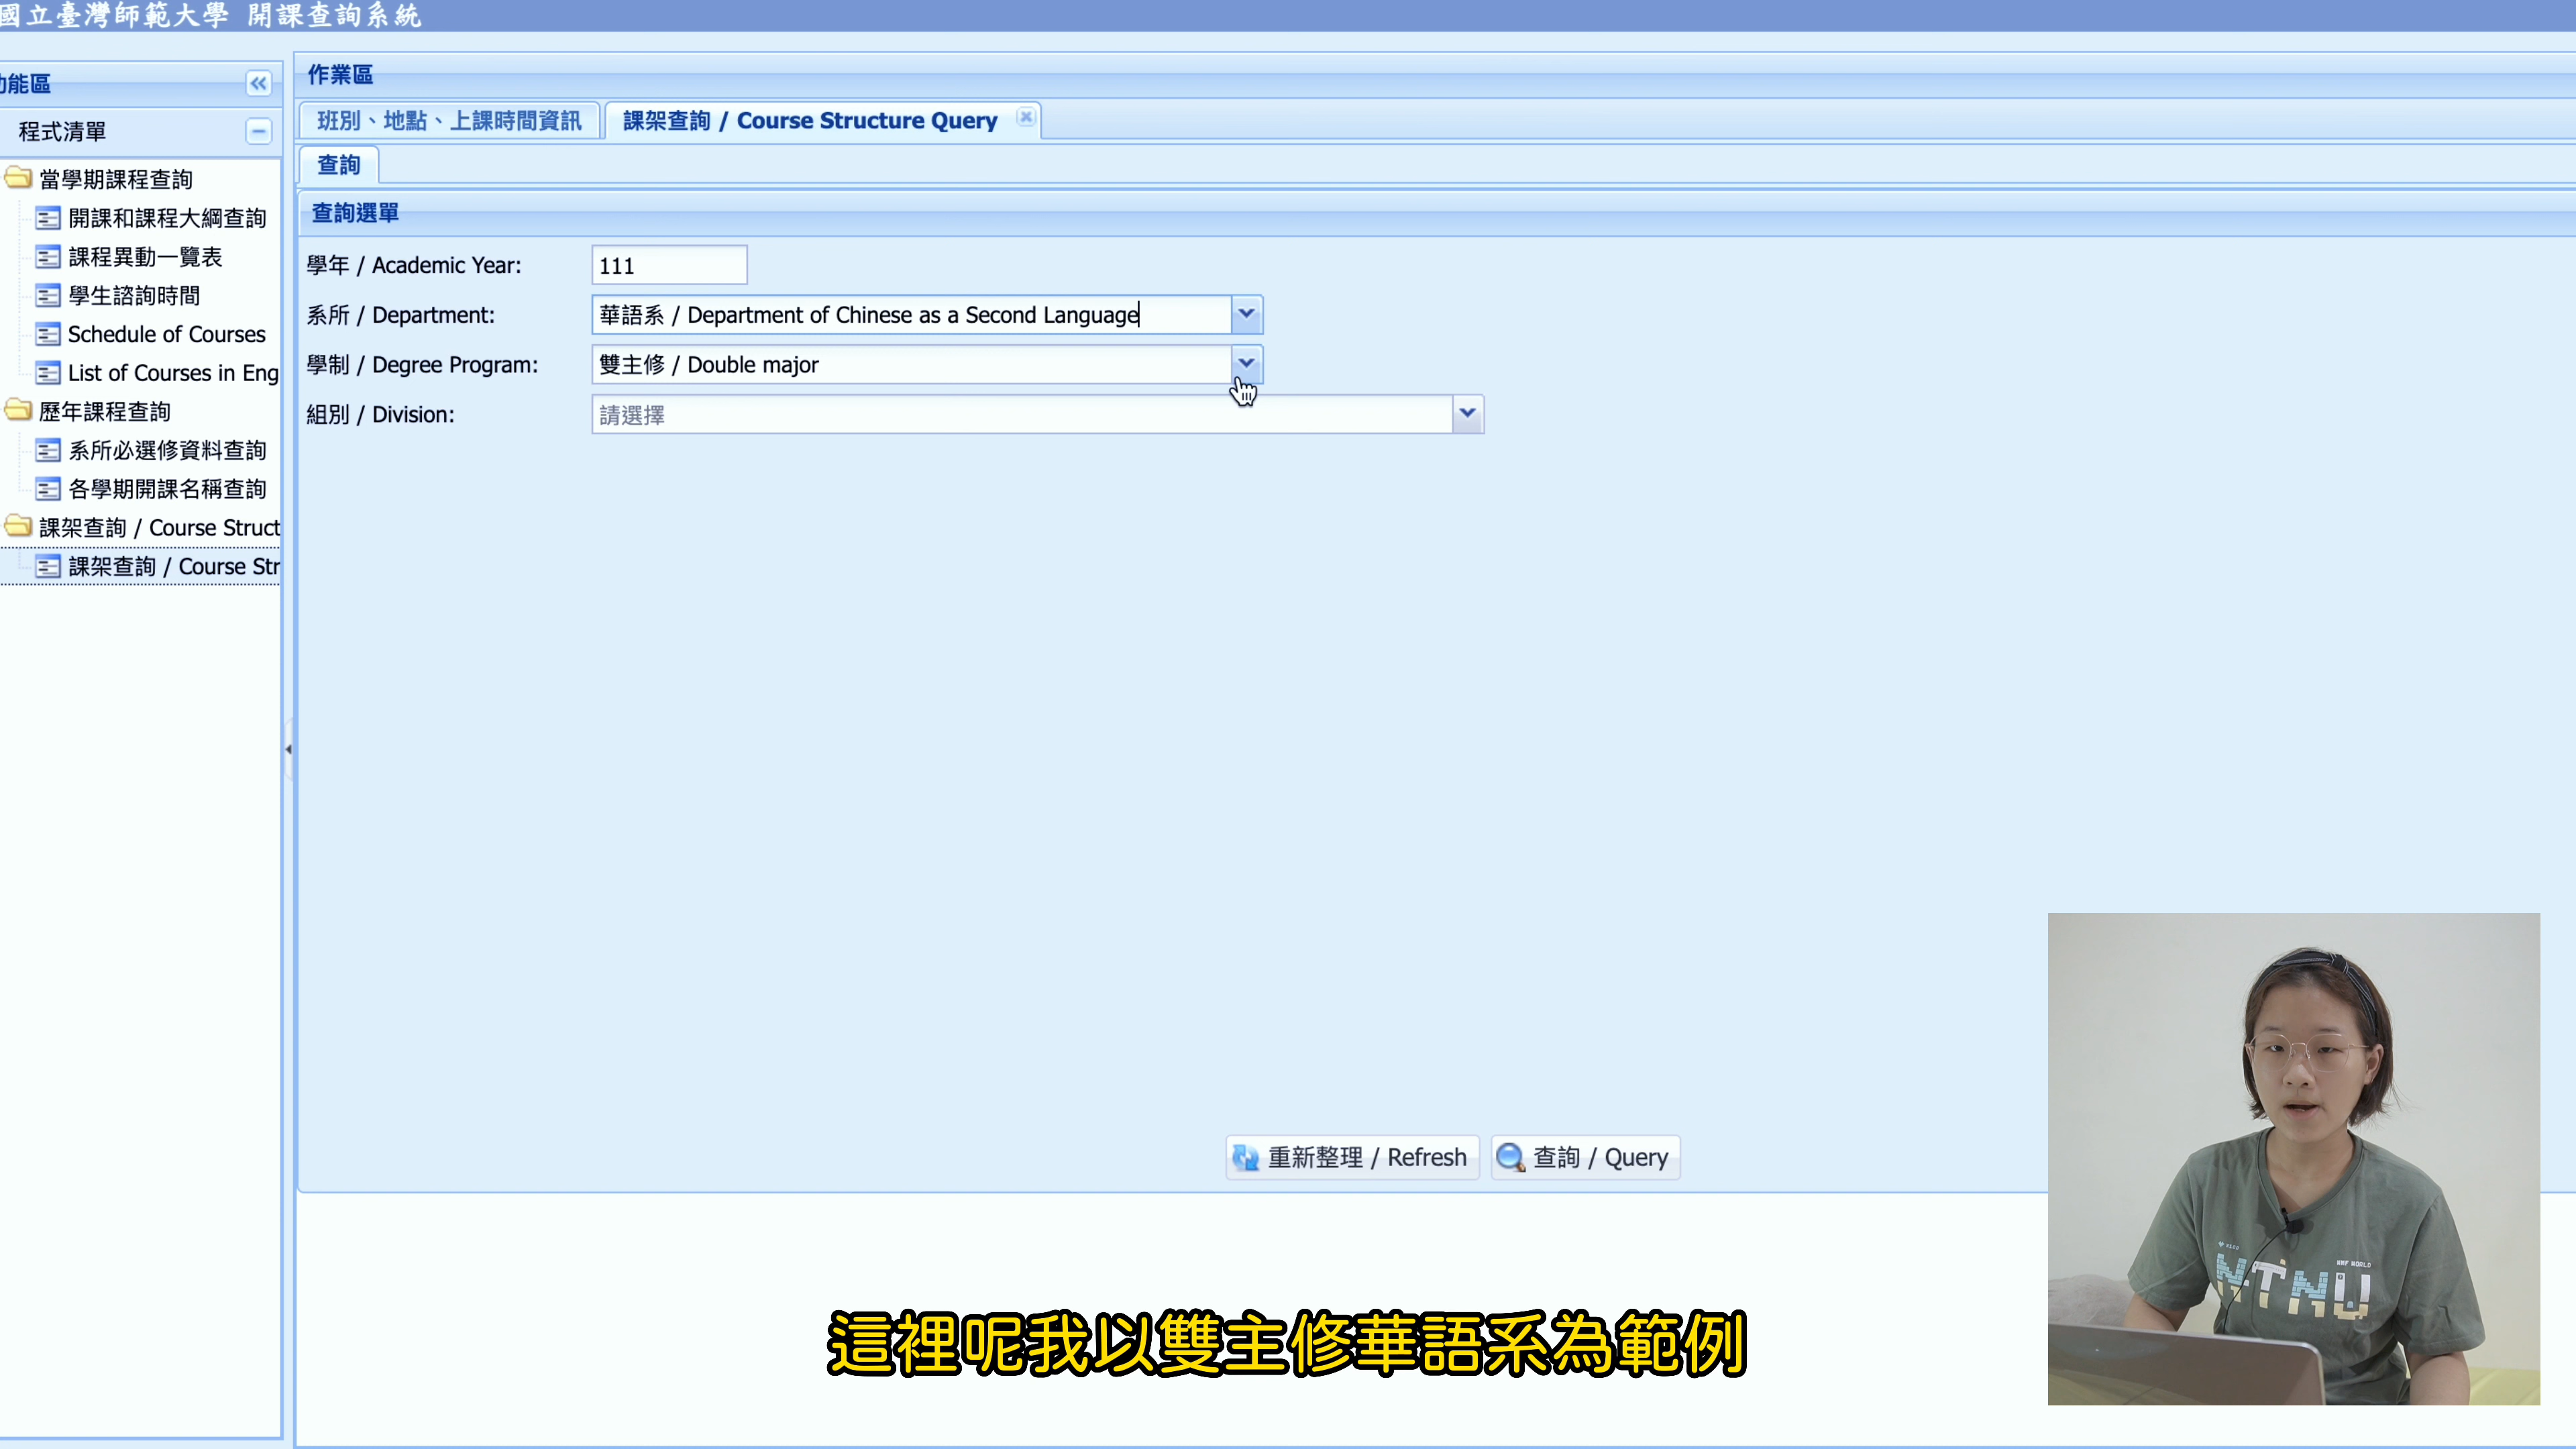 國立臺灣師範大學 開課查詢系統
功能區
作業區
程式清單
班別、地點、上課時間資訊
課架查詢 / Course Structure Query
查詢
當學期課程查詢
開課和課程大綱查詢
課程異動一覽表
學生諮詢時間
Schedule of Courses
List of Courses in Eng
歷年課程查詢
系所必選修資料查詢
各學期開課名稱查詢
課架查詢 / Course Struct
課架查詢 / Course Str
查詢選單
學年 / Academic Year: 111
系所 / Department: 華語系 / Department of Chinese as a Second Language
學制 / Degree Program: 雙主修 / Double major
組別 / Division: 請選擇
重新整理 / Refresh
查詢 / Query
NTNU
這裡呢我以雙主修華語系為範例